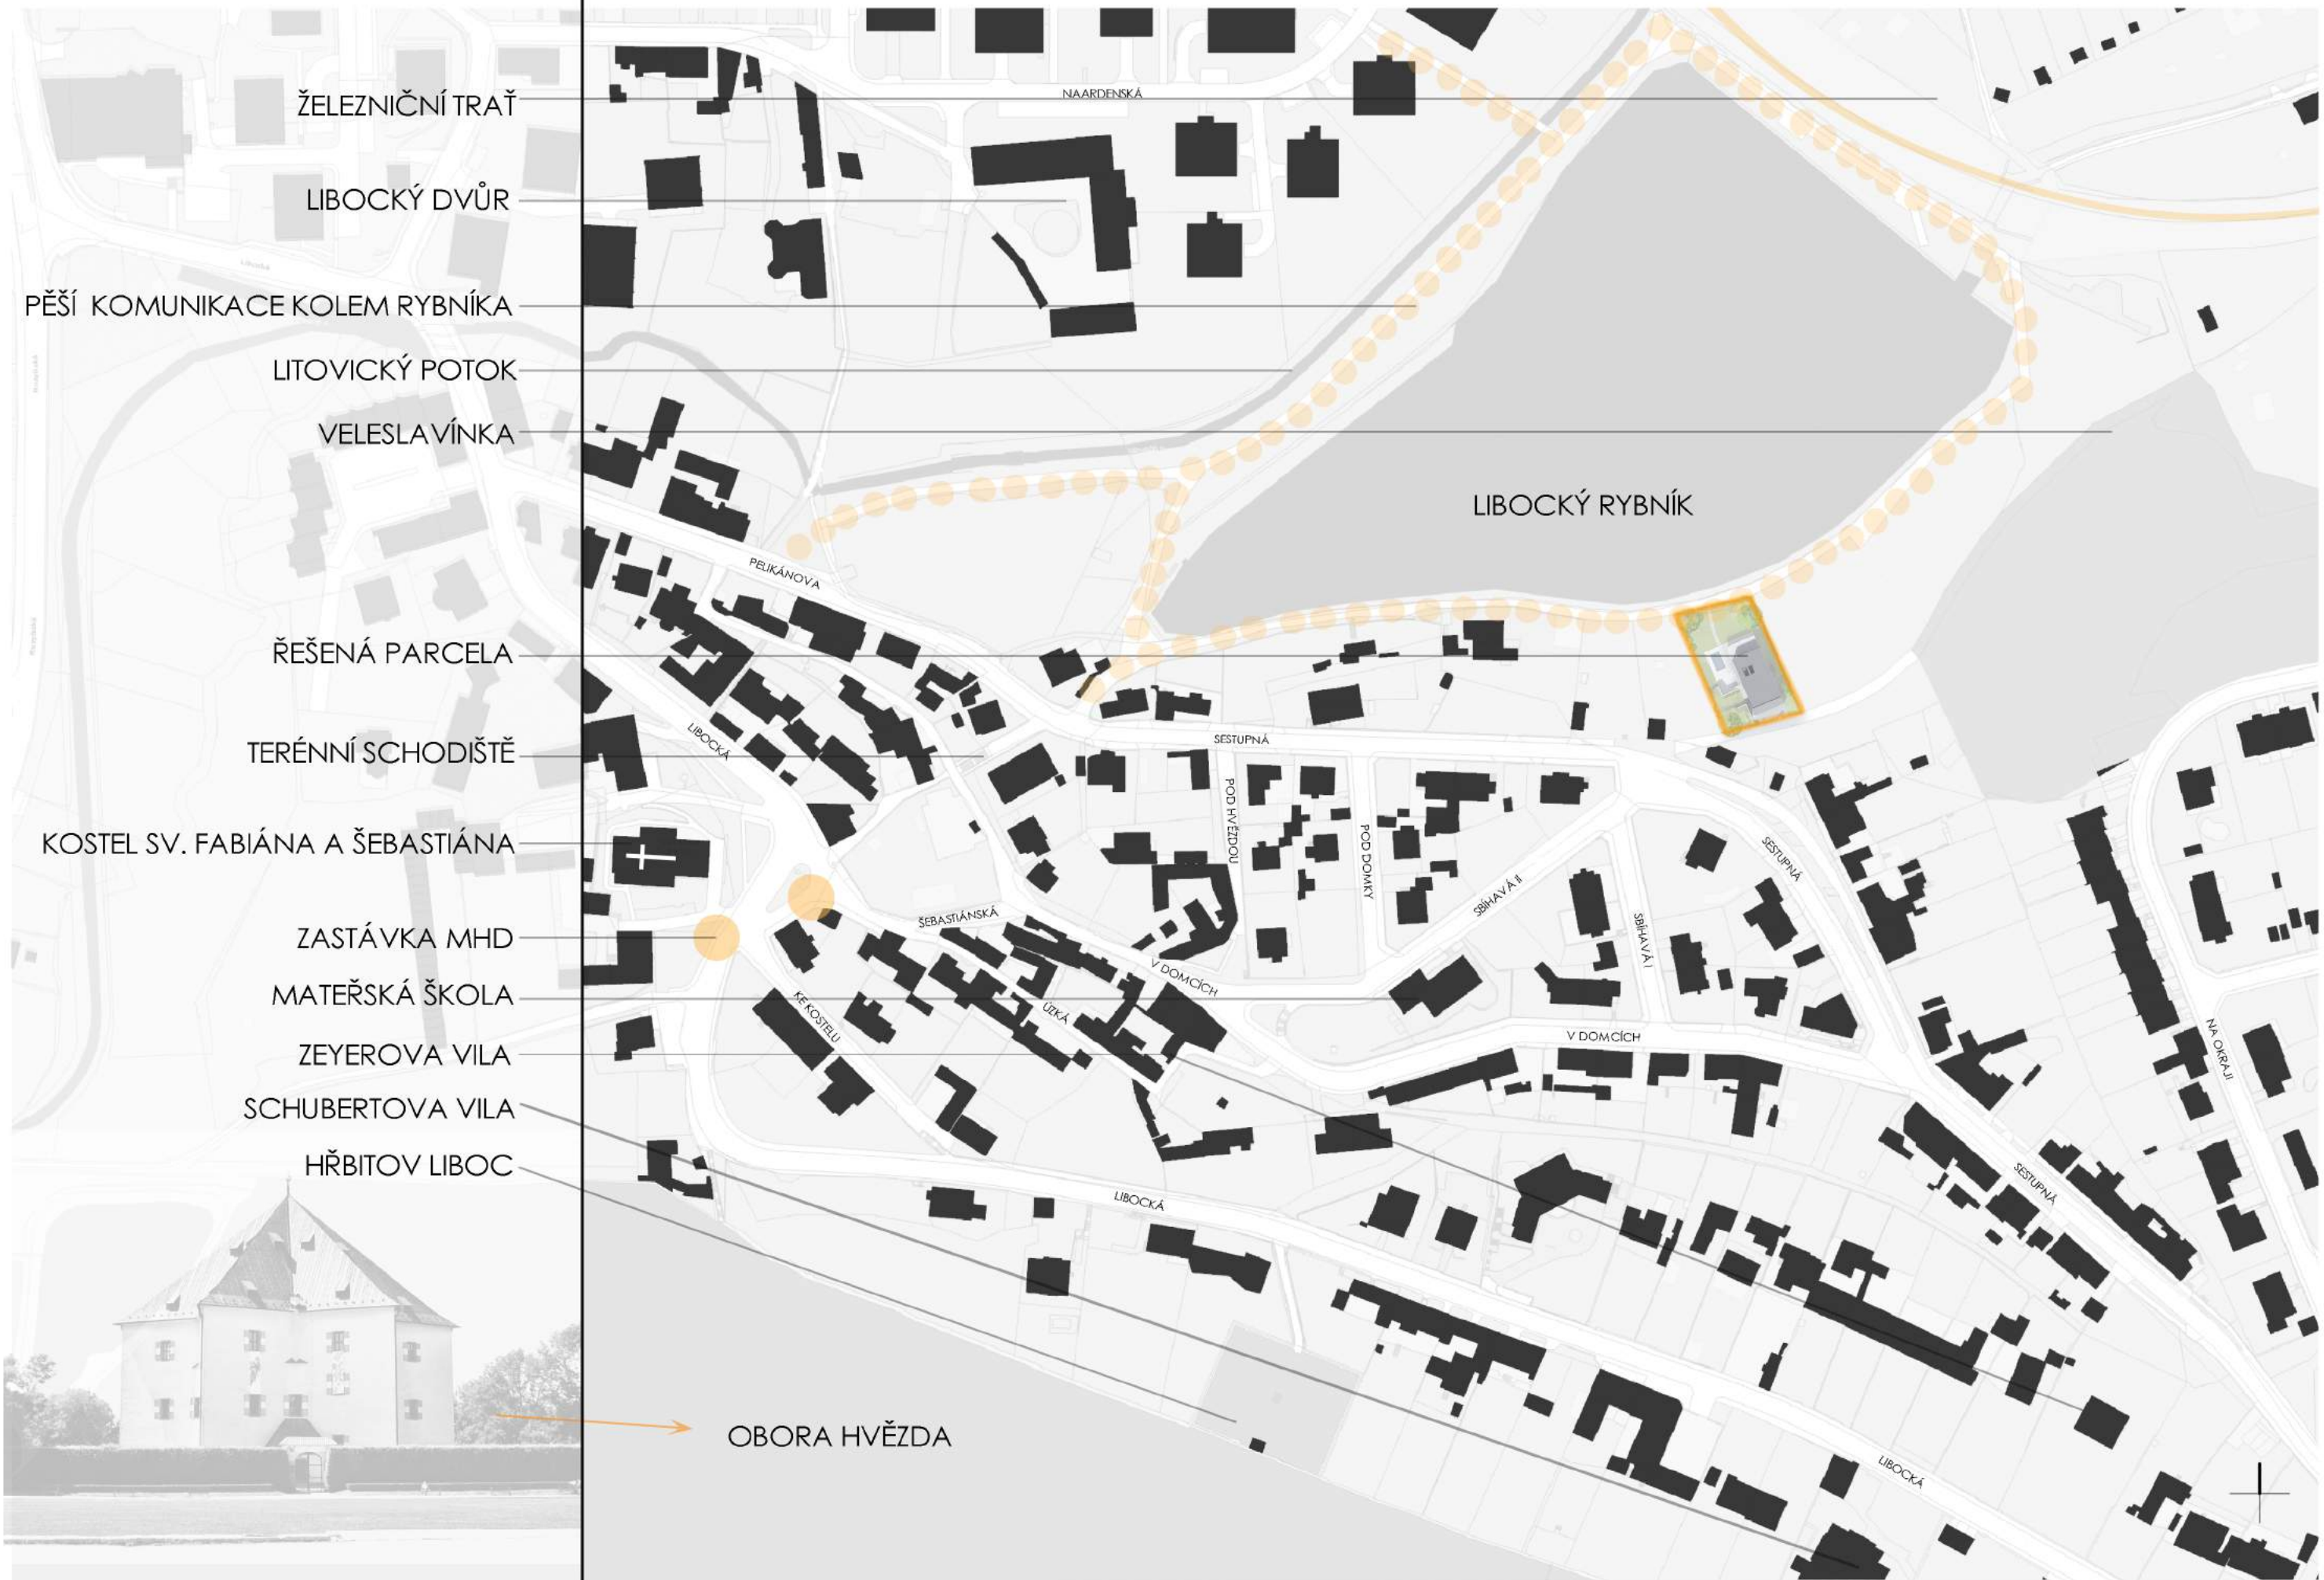 ŽELEZNIČNÍ TRAŤ
NAARDENSKÁ
LIBOCKÝ DVŮR
Libocká
PĚŠÍ KOMUNIKACE KOLEM RYBNÍKA
LITOVICKÝ POTOK
VELESLAVÍNKA
LIBOCKÝ RYBNÍK
PELIKÁNOVA
ŘEŠENÁ PARCELA
TERÉNNÍ SCHODIŠTĚ
LIBOCKÁ
SESTUPNÁ
POD HVĚZDOU
POD DOMKY
KOSTEL SV. FABIÁNA A ŠEBASTIÁNA
SESTUPNÁ
SBÍHAVÁ II
SBÍHAVÁ I
ŠEBASTIÁNSKÁ
ZASTÁVKA MHD
V DOMCÍCH
MATEŘSKÁ ŠKOLA
KE KOSTELU
ÚZKÁ
V DOMCÍCH
NA OKRAJI
ZEYEROVA VILA
SCHUBERTOVA VILA
HŘBITOV LIBOC
LIBOCKÁ
SESTUPNÁ
OBORA HVĚZDA
LIBOCKÁ